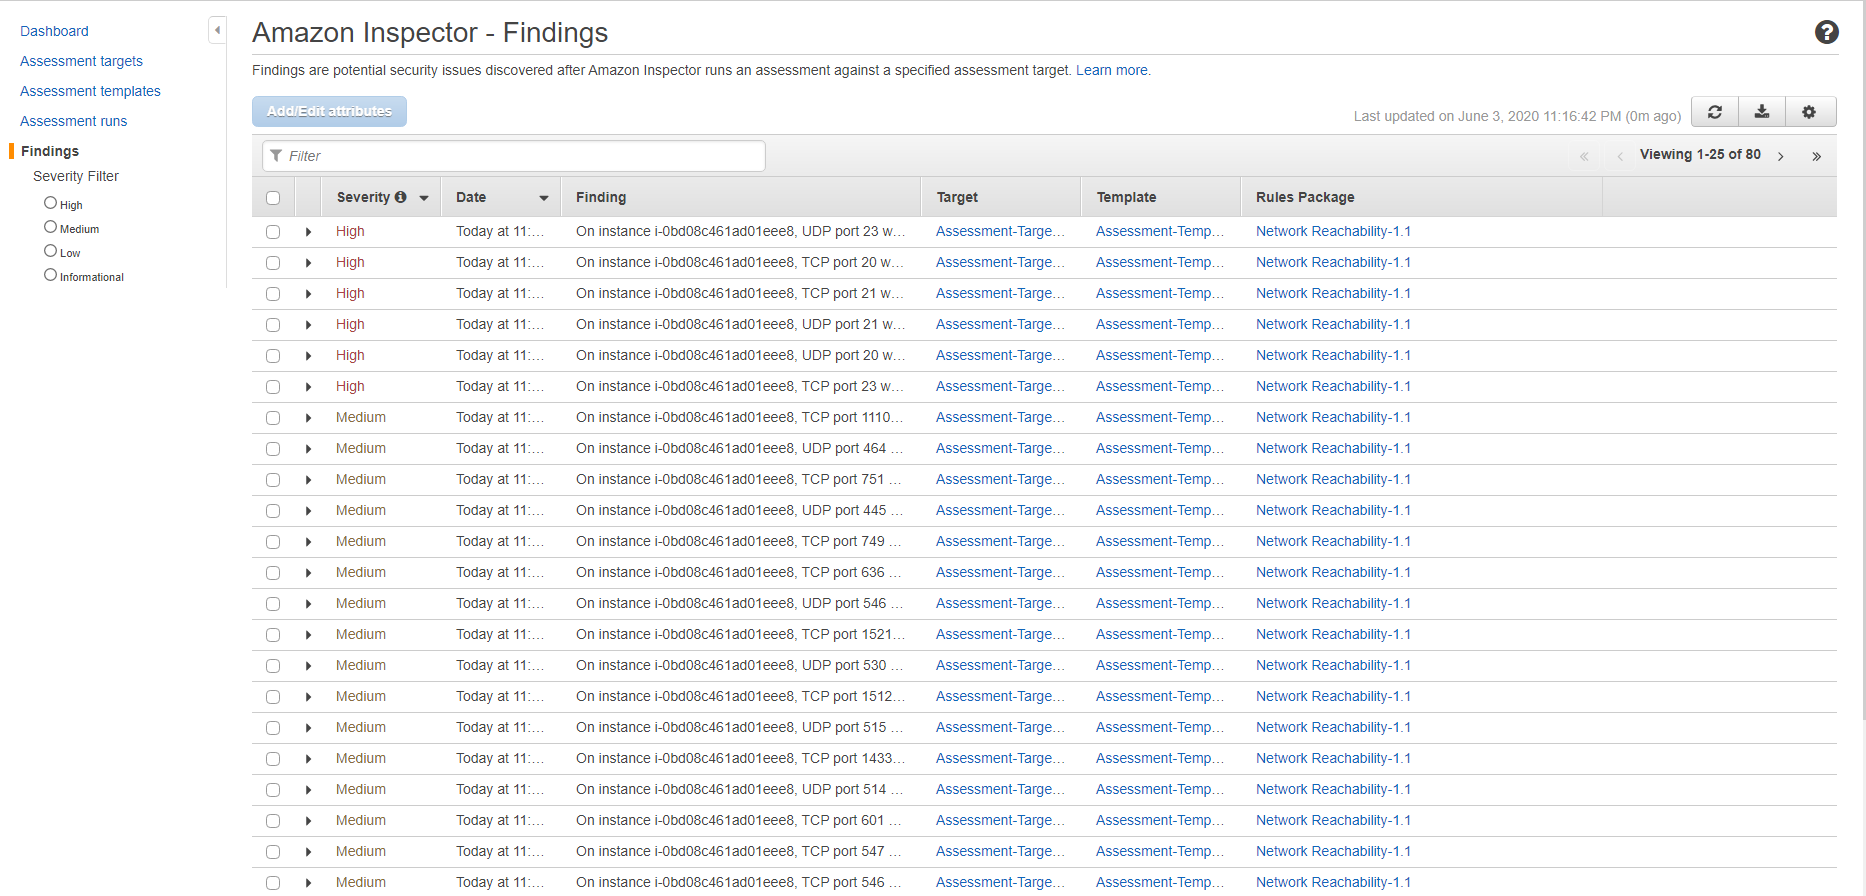 Dashboard
Assessment targets
Assessment templates
Assessment runs
Findings
Severity Filter
High
Medium
Low
Informational
Amazon Inspector - Findings
Findings are potential security issues discovered after Amazon Inspector runs an assessment against a specified assessment target. Learn more.
Add/Edit attributes
Last updated on June 3, 2020 11:16:42 PM (0m ago)
Filter
« ‹ Viewing 1-25 of 80 › »
Severity Date Finding Target Template Rules Package
High Today at 11:... On instance i-0bd08c461ad01eee8, UDP port 23 w... Assessment-Targe... Assessment-Temp... Network Reachability-1.1
High Today at 11:... On instance i-0bd08c461ad01eee8, TCP port 20 w... Assessment-Targe... Assessment-Temp... Network Reachability-1.1
High Today at 11:... On instance i-0bd08c461ad01eee8, TCP port 21 w... Assessment-Targe... Assessment-Temp... Network Reachability-1.1
High Today at 11:... On instance i-0bd08c461ad01eee8, UDP port 21 w... Assessment-Targe... Assessment-Temp... Network Reachability-1.1
High Today at 11:... On instance i-0bd08c461ad01eee8, UDP port 20 w... Assessment-Targe... Assessment-Temp... Network Reachability-1.1
High Today at 11:... On instance i-0bd08c461ad01eee8, TCP port 23 w... Assessment-Targe... Assessment-Temp... Network Reachability-1.1
Medium Today at 11:... On instance i-0bd08c461ad01eee8, TCP port 1110... Assessment-Targe... Assessment-Temp... Network Reachability-1.1
Medium Today at 11:... On instance i-0bd08c461ad01eee8, UDP port 464 ... Assessment-Targe... Assessment-Temp... Network Reachability-1.1
Medium Today at 11:... On instance i-0bd08c461ad01eee8, TCP port 751 ... Assessment-Targe... Assessment-Temp... Network Reachability-1.1
Medium Today at 11:... On instance i-0bd08c461ad01eee8, UDP port 445 ... Assessment-Targe... Assessment-Temp... Network Reachability-1.1
Medium Today at 11:... On instance i-0bd08c461ad01eee8, TCP port 749 ... Assessment-Targe... Assessment-Temp... Network Reachability-1.1
Medium Today at 11:... On instance i-0bd08c461ad01eee8, TCP port 636 ... Assessment-Targe... Assessment-Temp... Network Reachability-1.1
Medium Today at 11:... On instance i-0bd08c461ad01eee8, UDP port 546 ... Assessment-Targe... Assessment-Temp... Network Reachability-1.1
Medium Today at 11:... On instance i-0bd08c461ad01eee8, TCP port 1521... Assessment-Targe... Assessment-Temp... Network Reachability-1.1
Medium Today at 11:... On instance i-0bd08c461ad01eee8, UDP port 530 ... Assessment-Targe... Assessment-Temp... Network Reachability-1.1
Medium Today at 11:... On instance i-0bd08c461ad01eee8, TCP port 1512... Assessment-Targe... Assessment-Temp... Network Reachability-1.1
Medium Today at 11:... On instance i-0bd08c461ad01eee8, UDP port 515 ... Assessment-Targe... Assessment-Temp... Network Reachability-1.1
Medium Today at 11:... On instance i-0bd08c461ad01eee8, TCP port 1433... Assessment-Targe... Assessment-Temp... Network Reachability-1.1
Medium Today at 11:... On instance i-0bd08c461ad01eee8, UDP port 514 ... Assessment-Targe... Assessment-Temp... Network Reachability-1.1
Medium Today at 11:... On instance i-0bd08c461ad01eee8, TCP port 601 ... Assessment-Targe... Assessment-Temp... Network Reachability-1.1
Medium Today at 11:... On instance i-0bd08c461ad01eee8, TCP port 547 ... Assessment-Targe... Assessment-Temp... Network Reachability-1.1
Medium Today at 11:... On instance i-0bd08c461ad01eee8, TCP port 546 ... Assessment-Targe... Assessment-Temp... Network Reachability-1.1